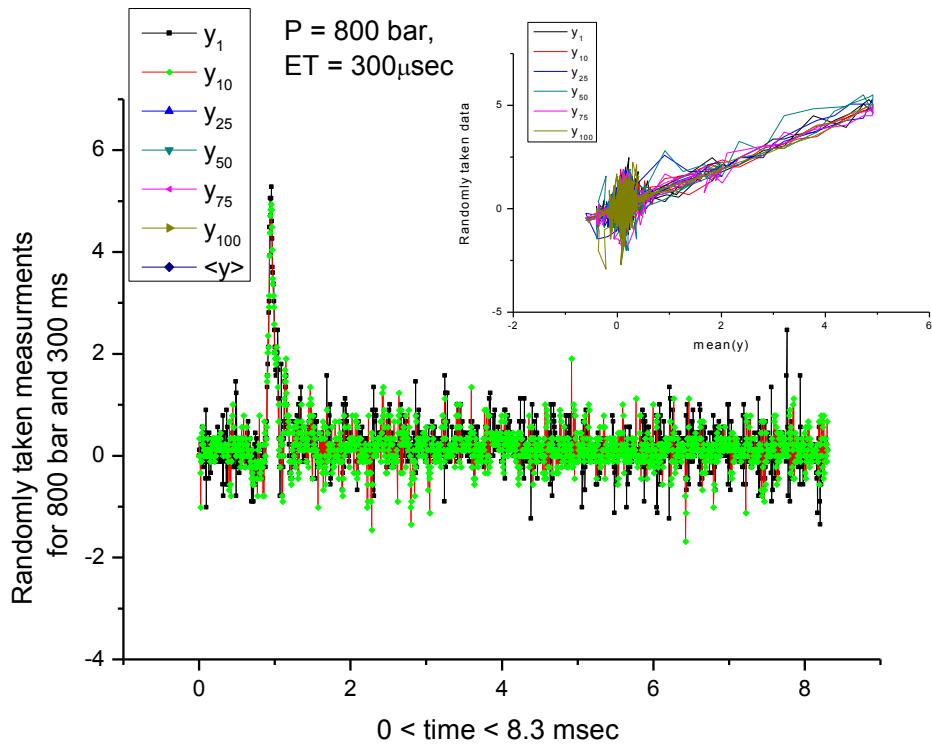 y1
y10
y25
y50
y75
y100
<y>
P = 800 bar,
ET = 300μsec
y1
y10
y25
y50
y75
y100
Randomly taken data
5
0
-5
-2
0
2
4
6
mean(y)
Randomly taken measurments
for 800 bar and 300 ms
6
4
2
0
-2
-4
0
2
4
6
8
0 < time < 8.3 msec